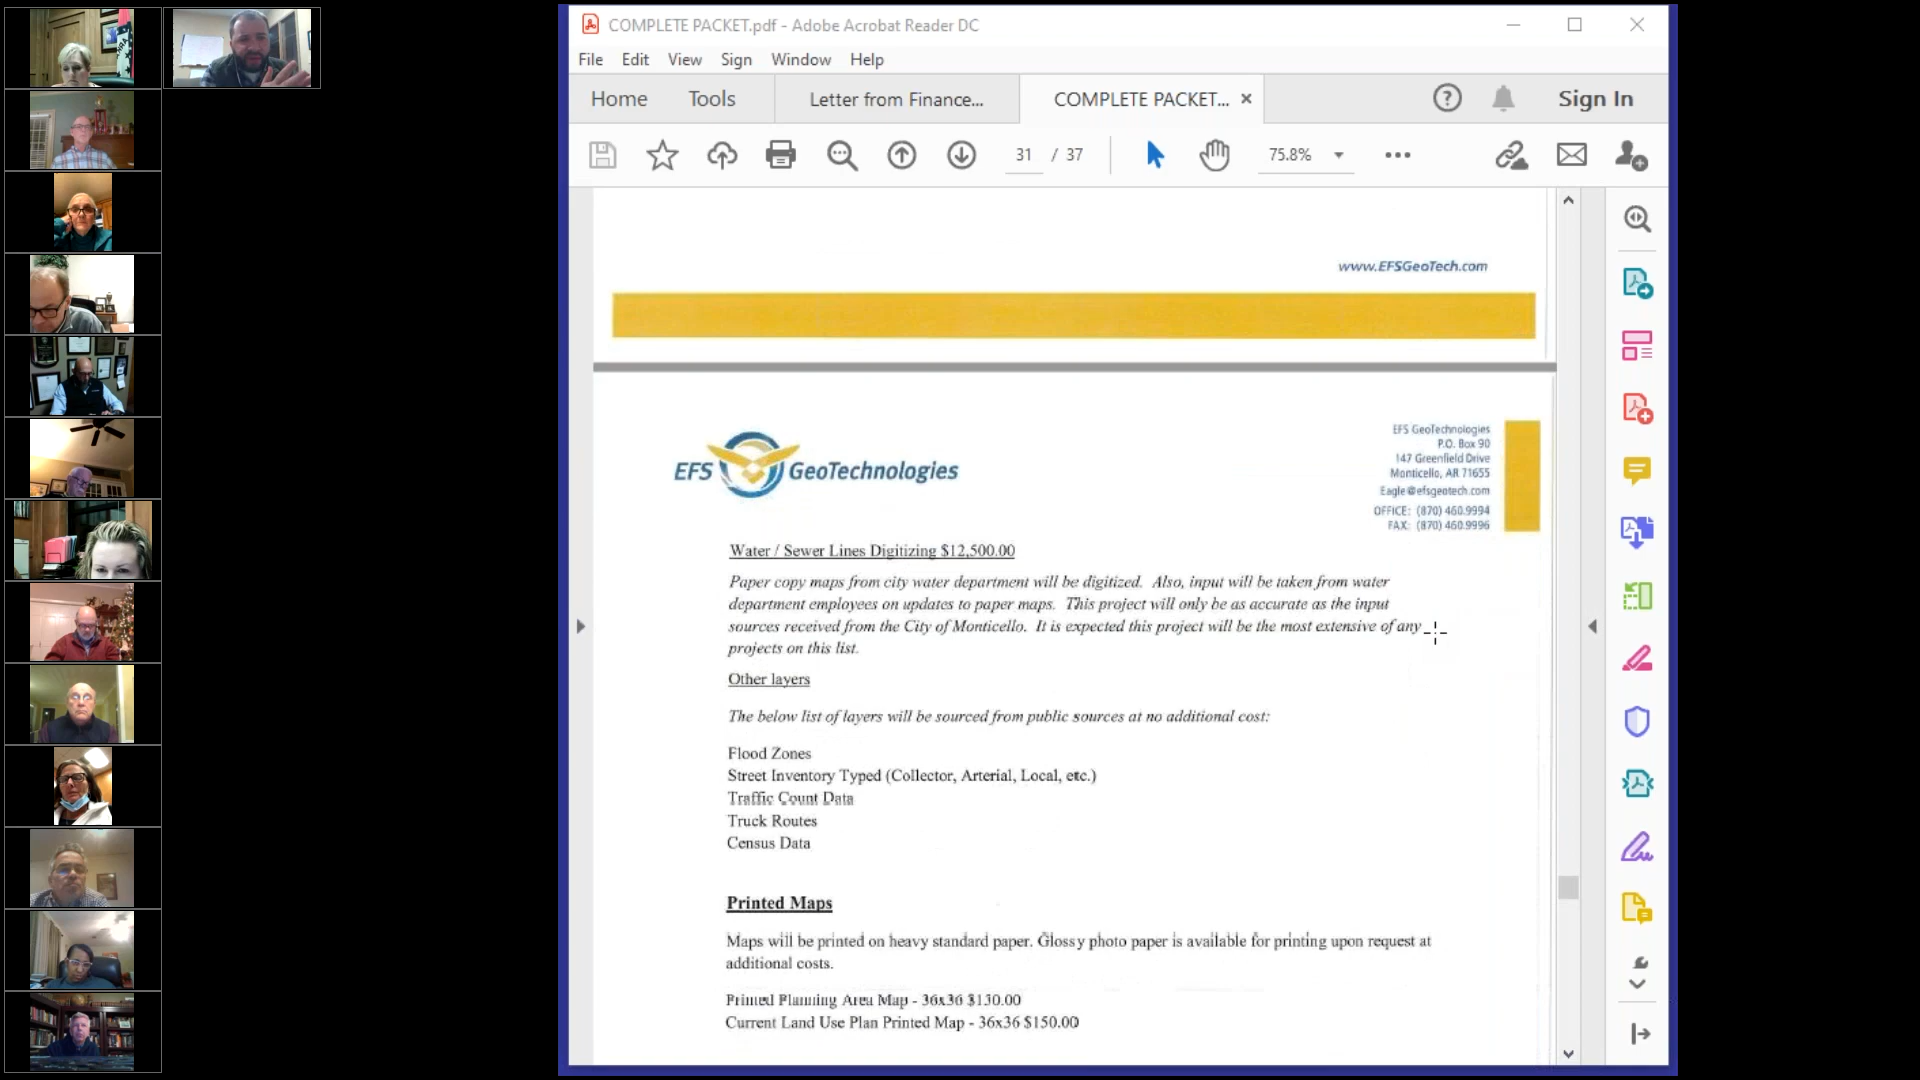 COMPLETE PACKET.pdf - Adobe Acrobat Reader DC
File Edit View Sign Window Help
Home Tools Letter from Finance... COMPLETE PACKET... Sign In
31 / 37 75.8%
www.EFSGeoTech.com
EFS GeoTechnologies
EFS GeoTechnologies
P.O. Box 90
147 Greenfield Drive
Monticello, AR 71655
Eagle@efsgeotech.com
OFFICE: (870) 460.9994
FAX: (870) 460.9996
Water / Sewer Lines Digitizing $12,500.00
Paper copy maps from city water department will be digitized. Also, input will be taken from water
department employees on updates to paper maps. This project will only be as accurate as the input
sources received from the City of Monticello. It is expected this project will be the most extensive of any
projects on this list.
Other layers
The below list of layers will be sourced from public sources at no additional cost:
Flood Zones
Street Inventory Typed (Collector, Arterial, Local, etc.)
Traffic Count Data
Truck Routes
Census Data
Printed Maps
Maps will be printed on heavy standard paper. Glossy photo paper is available for printing upon request at
additional costs.
Printed Planning Area Map - 36x36 $130.00
Current Land Use Plan Printed Map - 36x36 $150.00